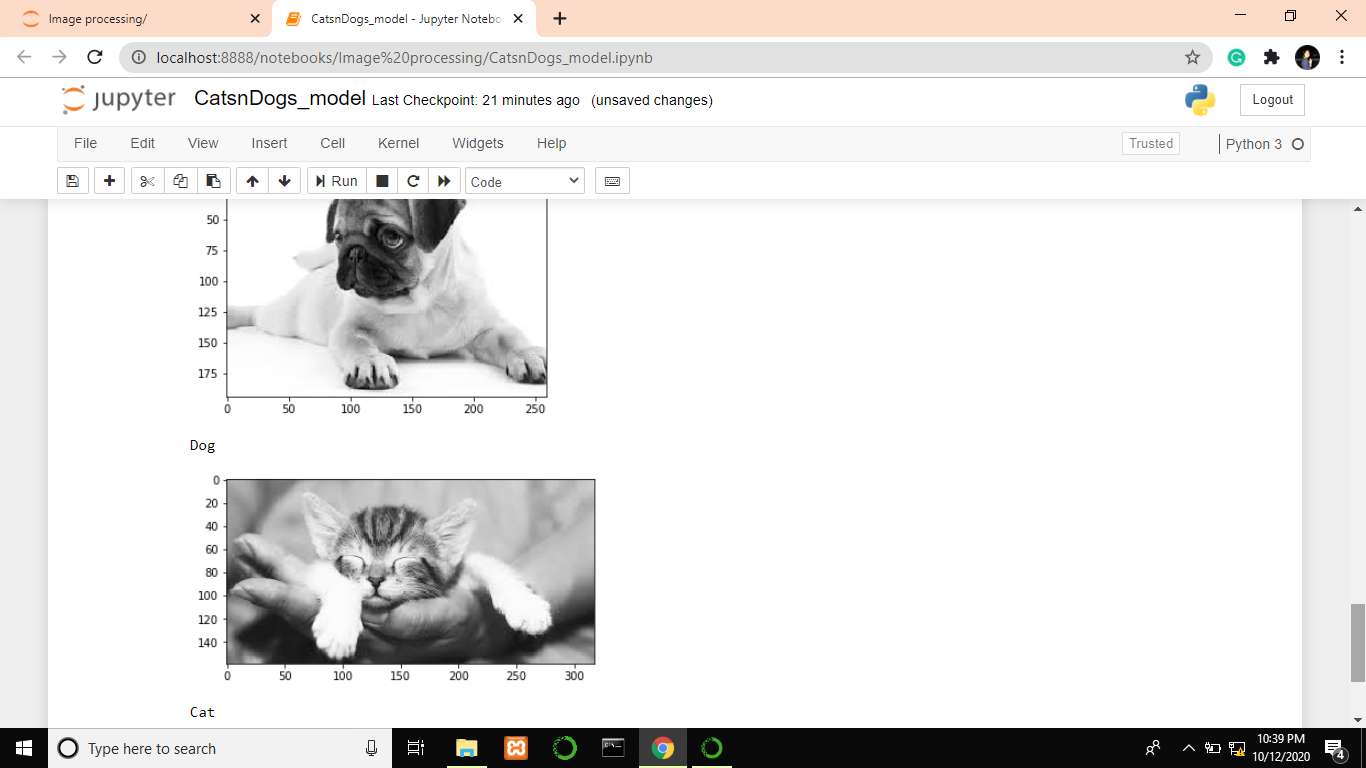 Image processing/
CatsnDogs_model - Jupyter Notebo
localhost:8888/notebooks/Image%20processing/CatsnDogs_model.ipynb
jupyter CatsnDogs_model Last Checkpoint: 21 minutes ago (unsaved changes)
Logout
File Edit View Insert Cell Kernel Widgets Help
Trusted
Python 3
Run
Code
50
75
100
125
150
175
0 50 100 150 200 250
Dog
0
20
40
60
80
100
120
140
0 50 100 150 200 250 300
Cat
Type here to search
10:39 PM
10/12/2020
4